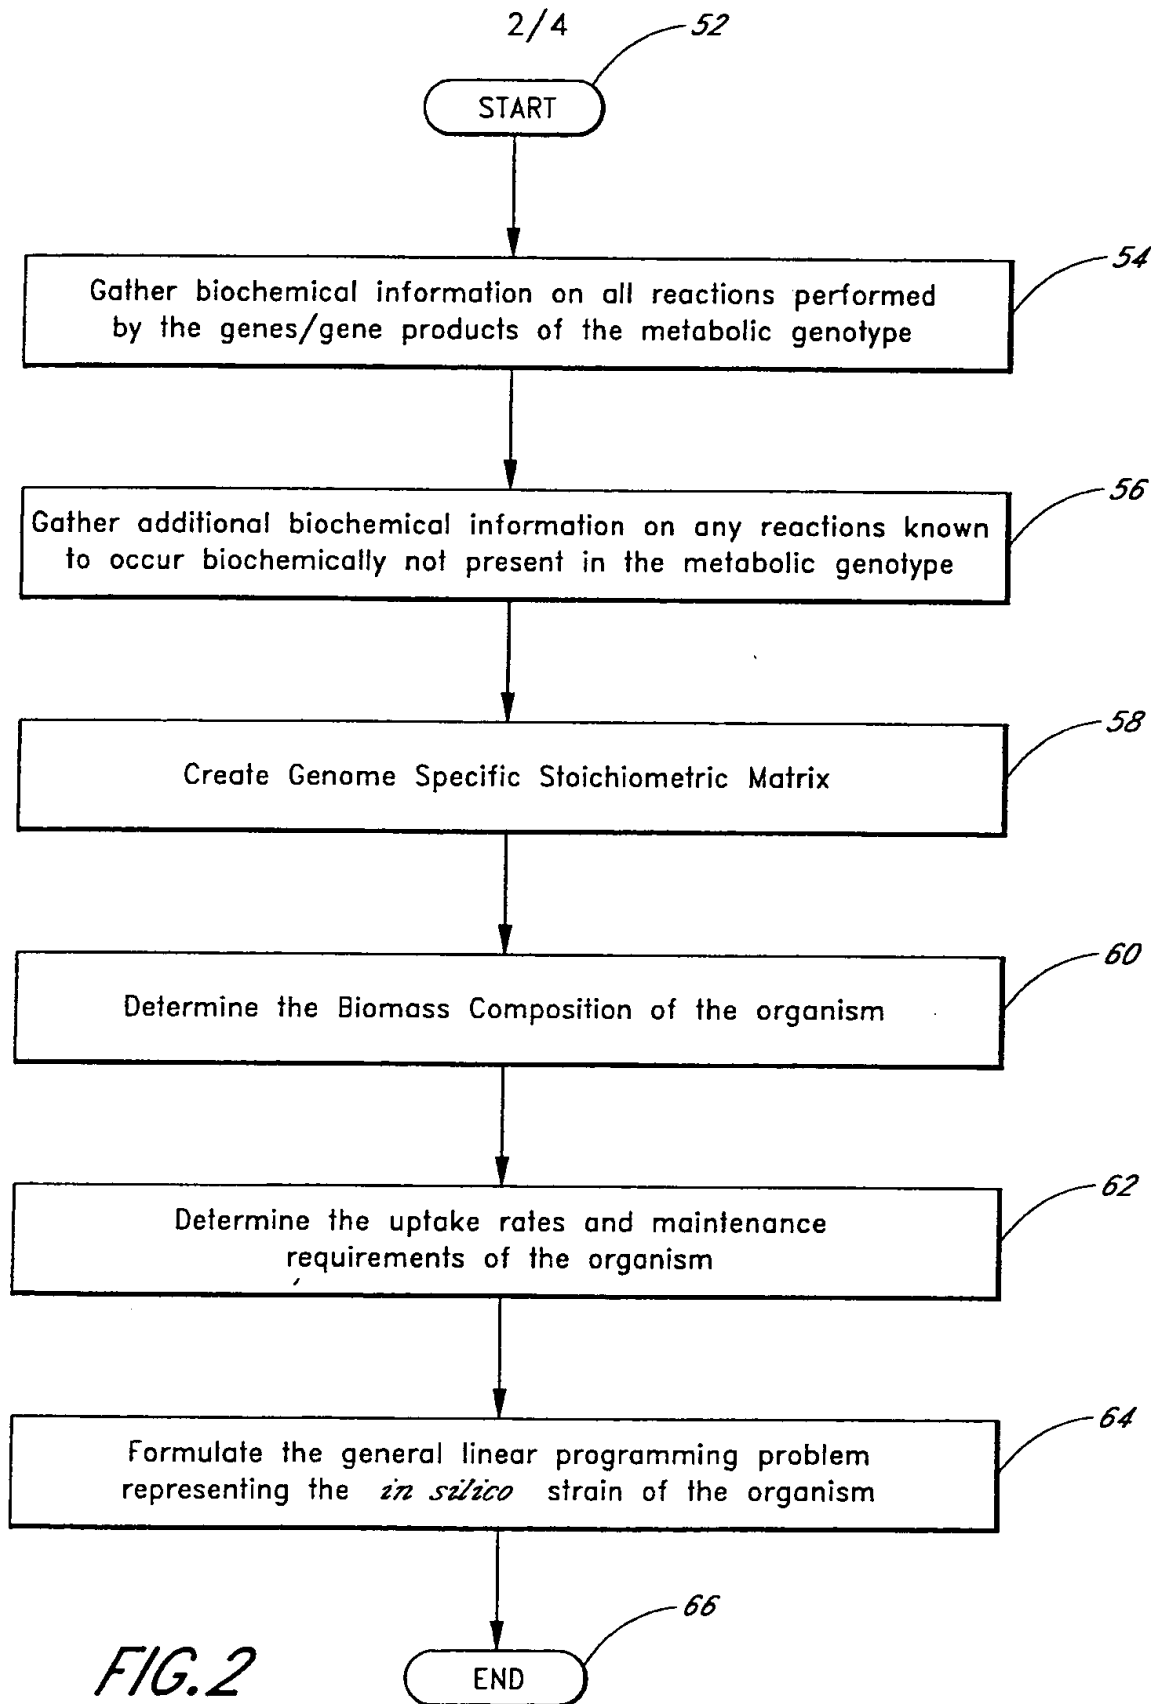 2/4
52
START
54
Gather biochemical information on all reactions performed
by the genes/gene products of the metabolic genotype
56
Gather additional biochemical information on any reactions known
to occur biochemically not present in the metabolic genotype
58
Create Genome Specific Stoichiometric Matrix
60
Determine the Biomass Composition of the organism
62
Determine the uptake rates and maintenance
requirements of the organism
64
Formulate the general linear programming problem
representing the in silico strain of the organism
66
END
FIG.2